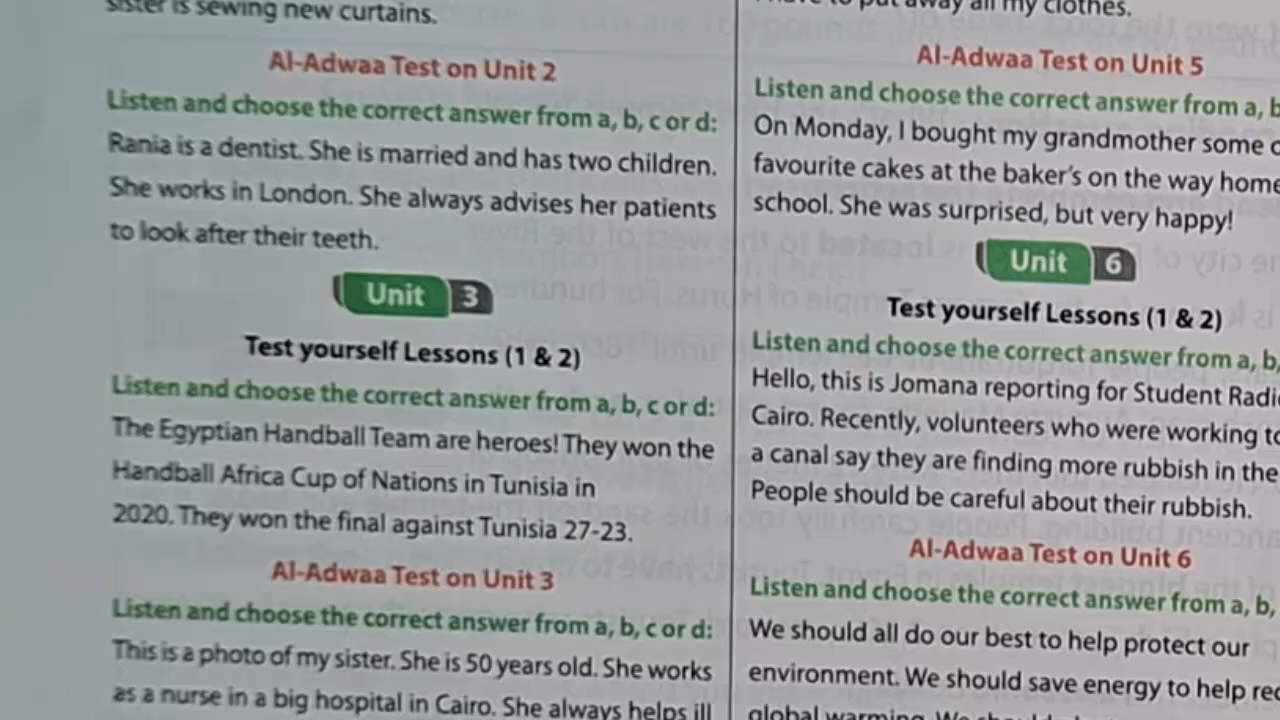 sister is sewing new curtains.
Al-Adwaa Test on Unit 2
Listen and choose the correct answer from a, b, c or d:
Rania is a dentist. She is married and has two children.
She works in London. She always advises her patients
to look after their teeth.
Unit 3
Test yourself Lessons (1 & 2)
Listen and choose the correct answer from a, b, c or d:
The Egyptian Handball Team are heroes! They won the
Handball Africa Cup of Nations in Tunisia in
2020. They won the final against Tunisia 27-23.
Al-Adwaa Test on Unit 3
Listen and choose the correct answer from a, b, c or d:
This is a photo of my sister. She is 50 years old. She works
as a nurse in a big hospital in Cairo. She always helps ill
to put away all my clothes.
Al-Adwaa Test on Unit 5
Listen and choose the correct answer from a, b
On Monday, I bought my grandmother some
favourite cakes at the baker's on the way home
school. She was surprised, but very happy!
Unit 6
Test yourself Lessons (1 & 2)
Listen and choose the correct answer from a, b,
Hello, this is Jomana reporting for Student
Cairo. Recently, volunteers who were working
a canal say they are finding more rubbish in the
People should be careful about their rubbish.
Al-Adwaa Test on Unit 6
Listen and choose the correct answer from a, b,
We should all do our best to help protect our
environment. We should save energy to help
global warming. We